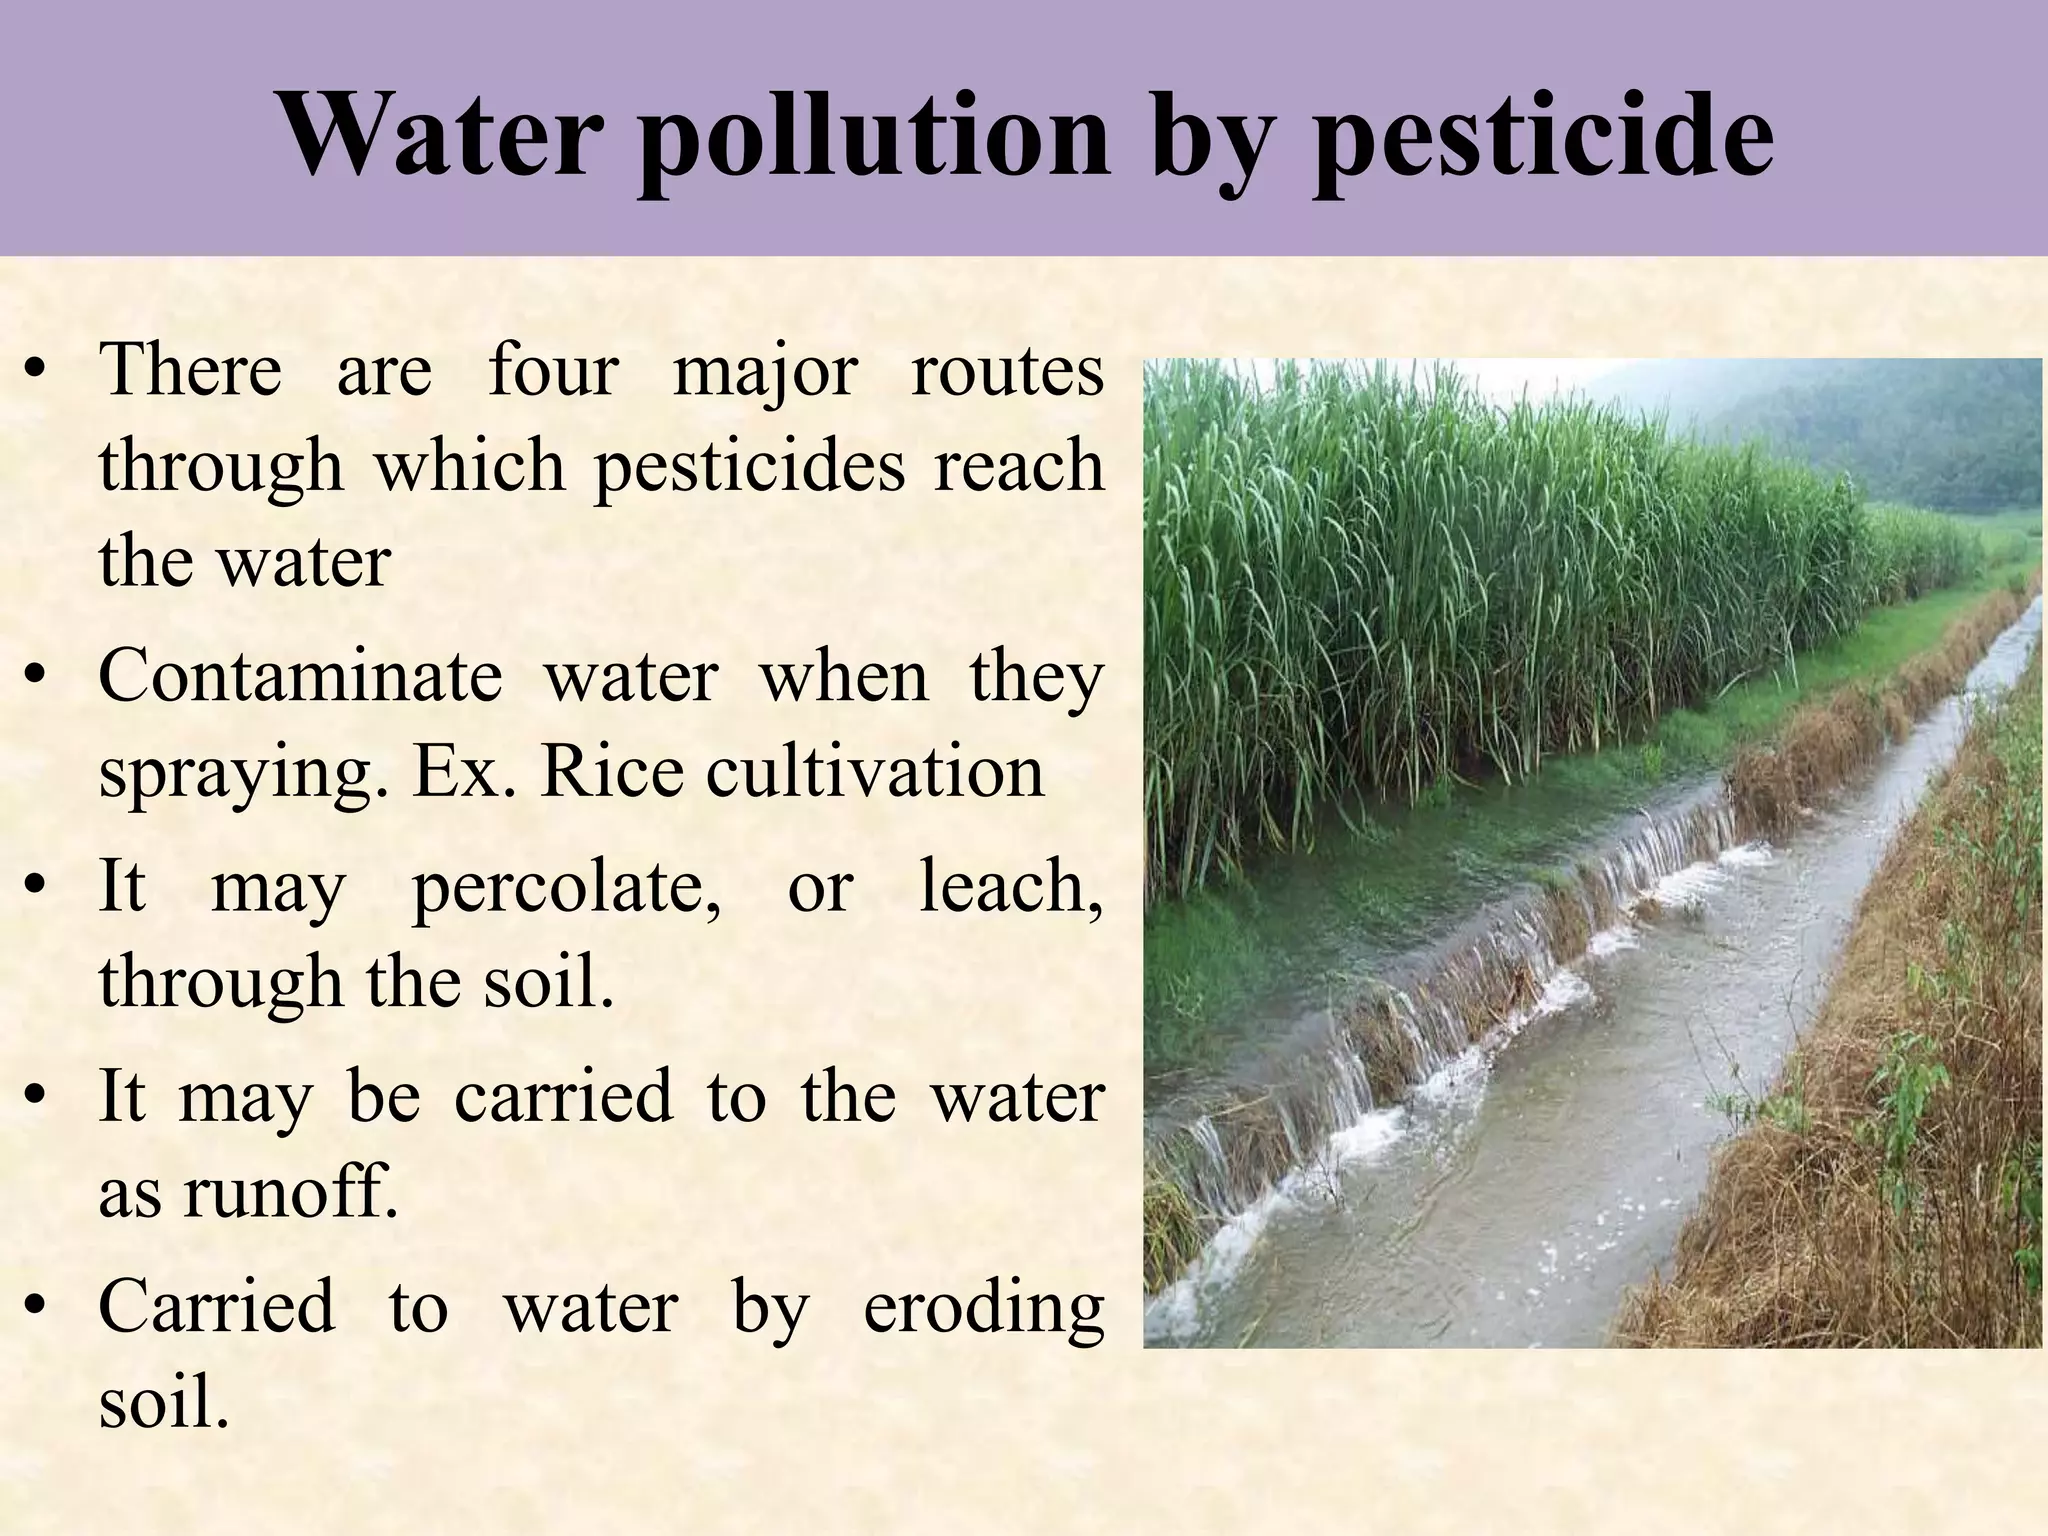 Water pollution by pesticide
• There are four major routes
through which pesticides reach
the water
• Contaminate water when they
spraying. Ex. Rice cultivation
• It may percolate, or leach,
through the soil.
• It may be carried to the water
as runoff.
• Carried to water by eroding
soil.